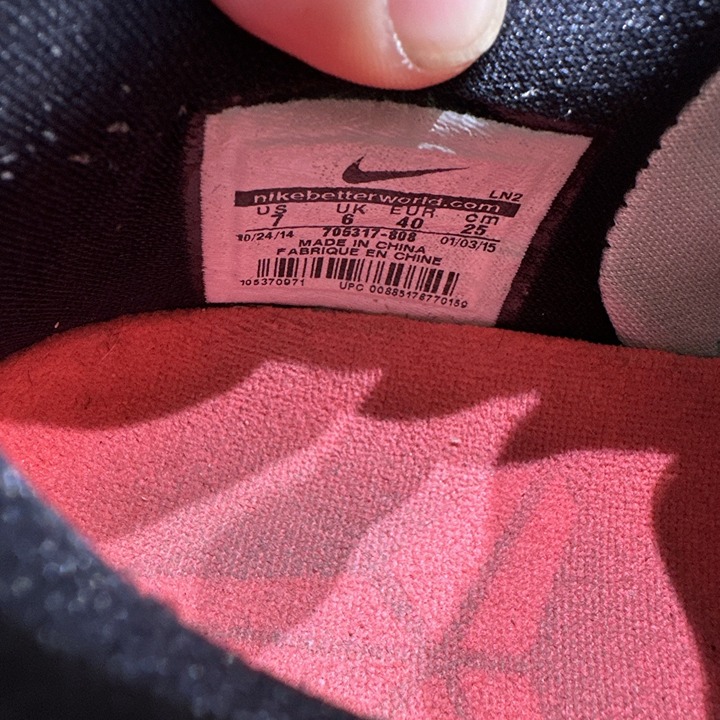 LN2
nikebetterworld.com
US UK EUR cm
7 6 40 25
10/24/14 705317-808 01/03/15
MADE IN CHINA
FABRIQUE EN CHINE
105370971 UPC 00885178770159